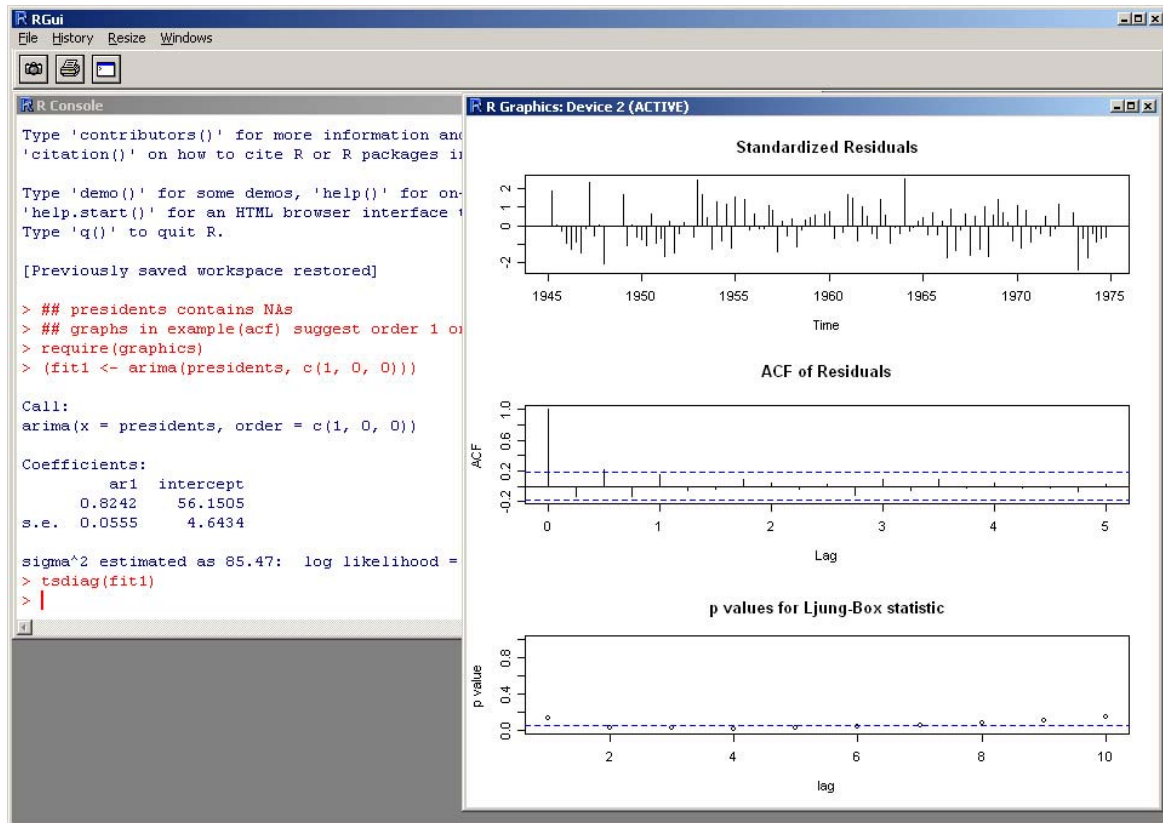 RGui
File History Resize Windows
R Console
Type 'contributors()' for more information and
'citation()' on how to cite R or R packages in
Type 'demo()' for some demos, 'help()' for on-
'help.start()' for an HTML browser interface t
Type 'q()' to quit R.
[Previously saved workspace restored]
> ## presidents contains NAs
> ## graphs in example(acf) suggest order 1 or
> require(graphics)
> (fit1 <- arima(presidents, c(1, 0, 0)))
Call:
arima(x = presidents, order = c(1, 0, 0))
Coefficients:
ar1 intercept
0.8242 56.1505
s.e. 0.0555 4.6434
sigma^2 estimated as 85.47: log likelihood =
> tsdiag(fit1)
>
R Graphics: Device 2 (ACTIVE)
Standardized Residuals
2
0
-2
1945 1950 1955 1960 1965 1970 1975
Time
ACF of Residuals
ACF
1.0
0.6
0.2
-0.2
0 1 2 3 4 5
Lag
p values for Ljung-Box statistic
p value
0.8
0.4
0.0
2 4 6 8 10
lag